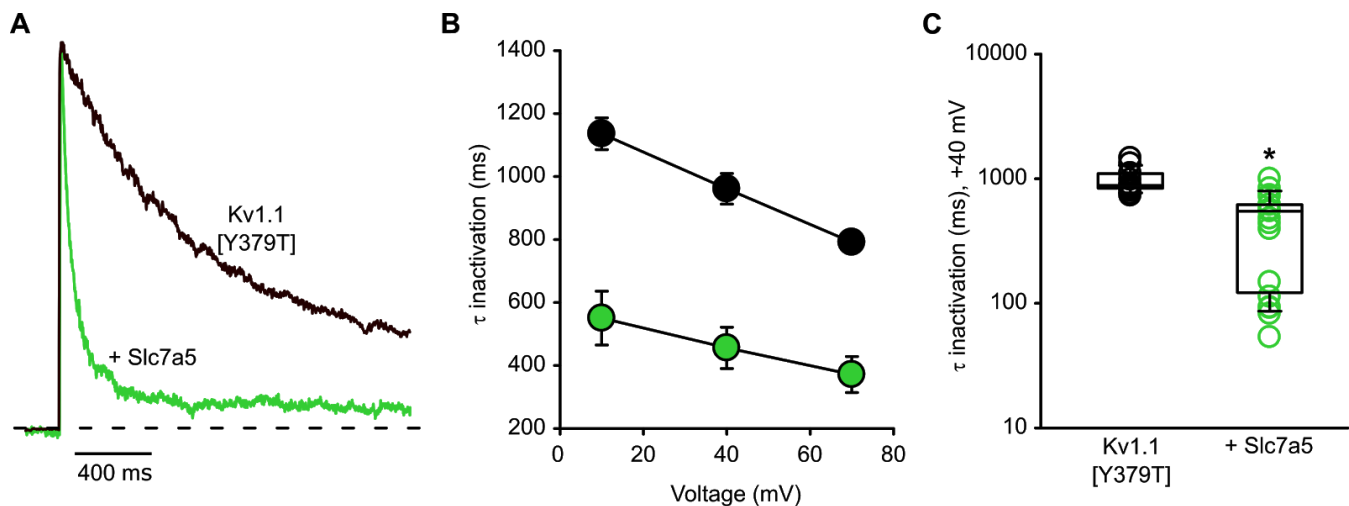 A
Kv1.1
[Y379T]
+ Slc7a5
400 ms
B
1400
1200
1000
800
600
400
200
0
20
40
60
80
τ inactivation (ms)
Voltage (mV)
C
10000
1000
100
10
τ inactivation (ms), +40 mV
*
Kv1.1
[Y379T]
+ Slc7a5